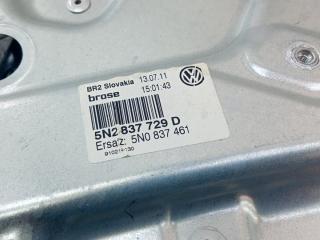 BR2 Slovakia 13.07.11
brose 15:01:43
5N2 837 729 D
Ersatz: 5N0 837 461